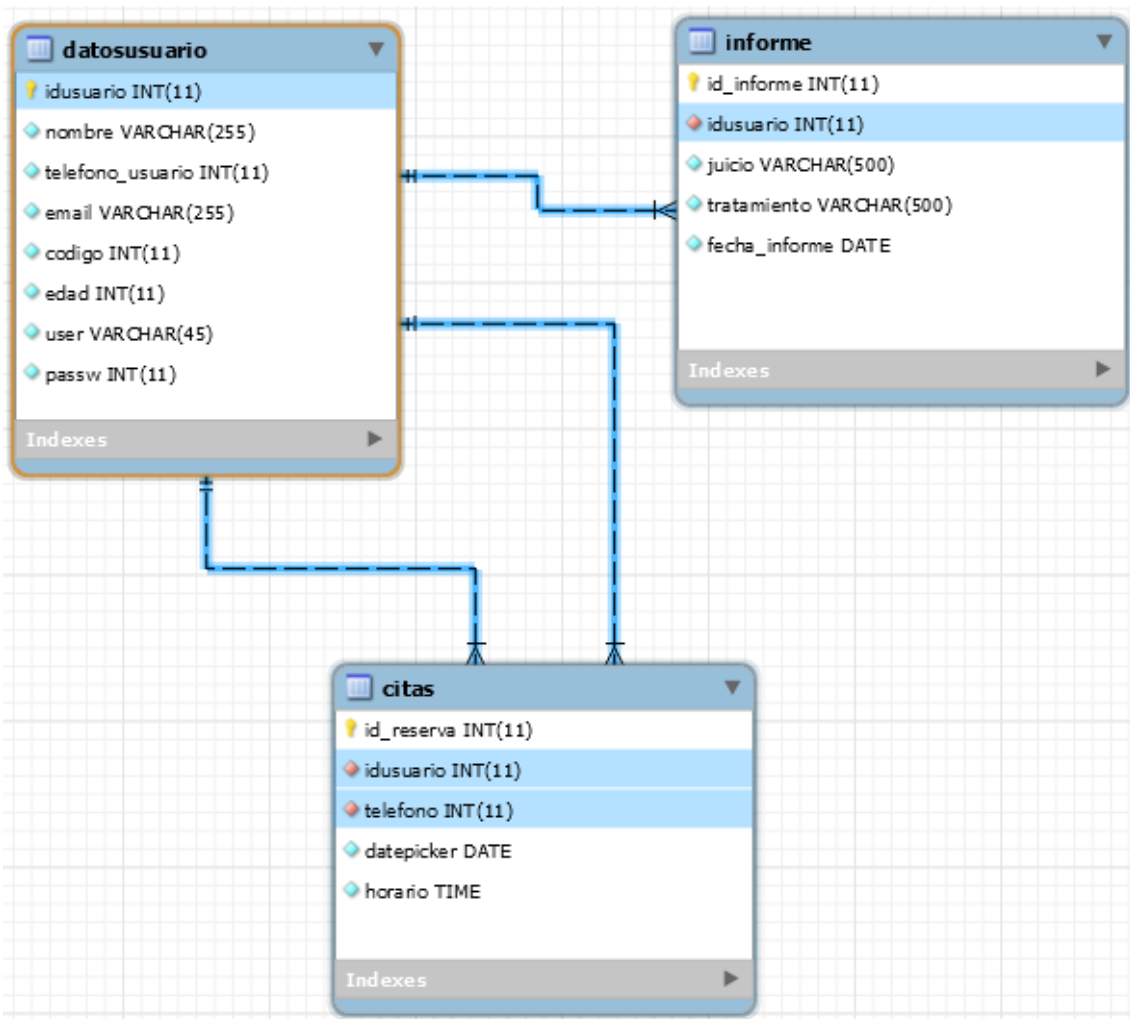 datosusuario
idusuario INT(11)
nombre VARCHAR(255)
telefono_usuario INT(11)
email VARCHAR(255)
codigo INT(11)
edad INT(11)
user VARCHAR(45)
passw INT(11)
Indexes
informe
id_informe INT(11)
idusuario INT(11)
juicio VARCHAR(500)
tratamiento VARCHAR(500)
fecha_informe DATE
Indexes
citas
id_reserva INT(11)
idusuario INT(11)
telefono INT(11)
datepicker DATE
horario TIME
Indexes